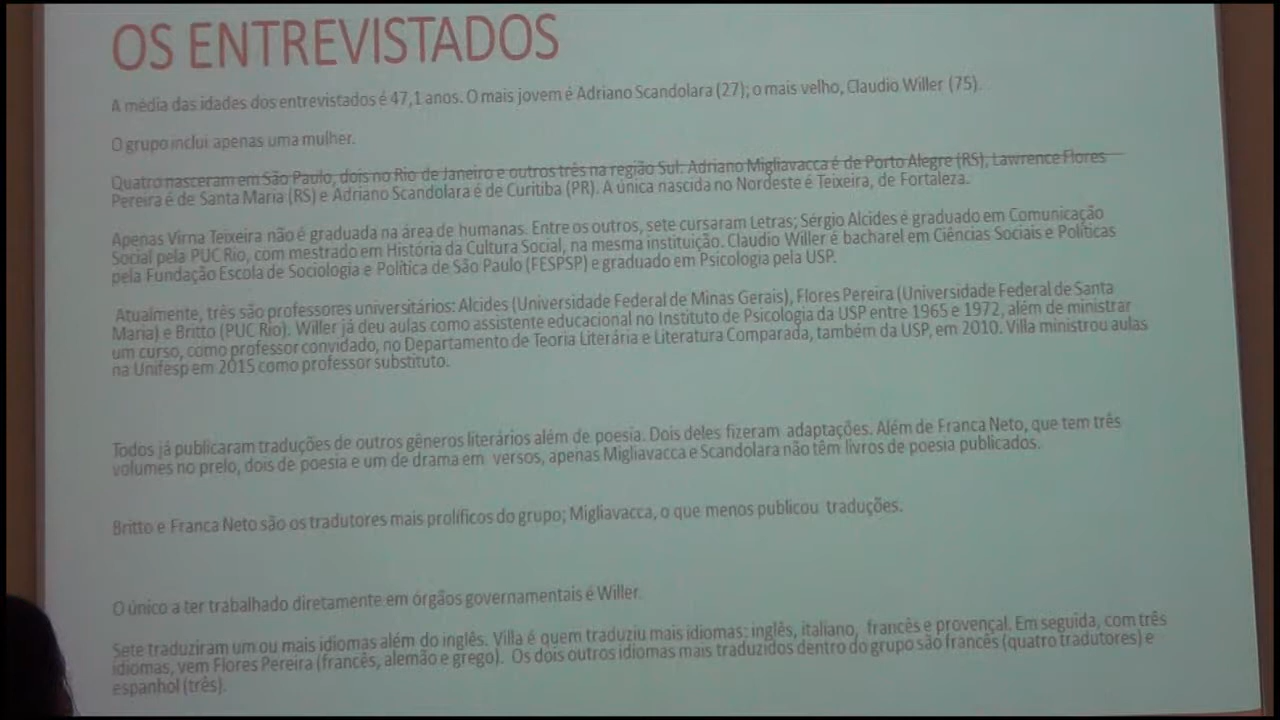 OS ENTREVISTADOS
A média das idades dos entrevistados é 47,1 anos. O mais jovem é Adriano Scandolara (27); o mais velho, Claudio Willer (75).
O grupo inclui apenas uma mulher.
Quatro nasceram em São Paulo, dois no Rio de Janeiro e outros três na região Sul: Adriano Migliavacca é de Porto Alegre (RS), Lawrence Flores
Pereira é de Santa Maria (RS) e Adriano Scandolara é de Curitiba (PR). A única nascida no Nordeste é Teixeira, de Fortaleza.
Apenas Virna Teixeira não é graduada na área de humanas. Entre os outros, sete cursaram Letras; Sérgio Alcides é graduado em Comunicação
Social pela PUC Rio, com mestrado em História da Cultura Social, na mesma instituição. Claudio Willer é bacharel em Ciências Sociais e Políticas
pela Fundação Escola de Sociologia e Política de São Paulo (FESPSP) e graduado em Psicologia pela USP.
Atualmente, três são professores universitários: Alcides (Universidade Federal de Minas Gerais), Flores Pereira (Universidade Federal de Santa
Maria) e Britto (PUC Rio). Willer já deu aulas como assistente educacional no Instituto de Psicologia da USP entre 1965 e 1972, além de ministrar
um curso, como professor convidado, no Departamento de Teoria Literária e Literatura Comparada, também da USP, em 2010. Villa ministrou aulas
na Unifesp em 2015 como professor substituto.
Todos já publicaram traduções de outros gêneros literários além de poesia. Dois deles fizeram adaptações. Além de Franca Neto, que tem três
volumes no prelo, dois de poesia e um de drama em versos, apenas Migliavacca e Scandolara não têm livros de poesia publicados.
Britto e Franca Neto são os tradutores mais prolíficos do grupo; Migliavacca, o que menos publicou traduções.
O único a ter trabalhado diretamente em órgãos governamentais é Willer.
Sete traduziram um ou mais idiomas além do inglês. Villa é quem traduziu mais idiomas: inglês, italiano, francês e provençal. Em seguida, com três
idiomas, vem Flores Pereira (francês, alemão e grego). Os dois outros idiomas mais traduzidos dentro do grupo são francês (quatro tradutores) e
espanhol (três).